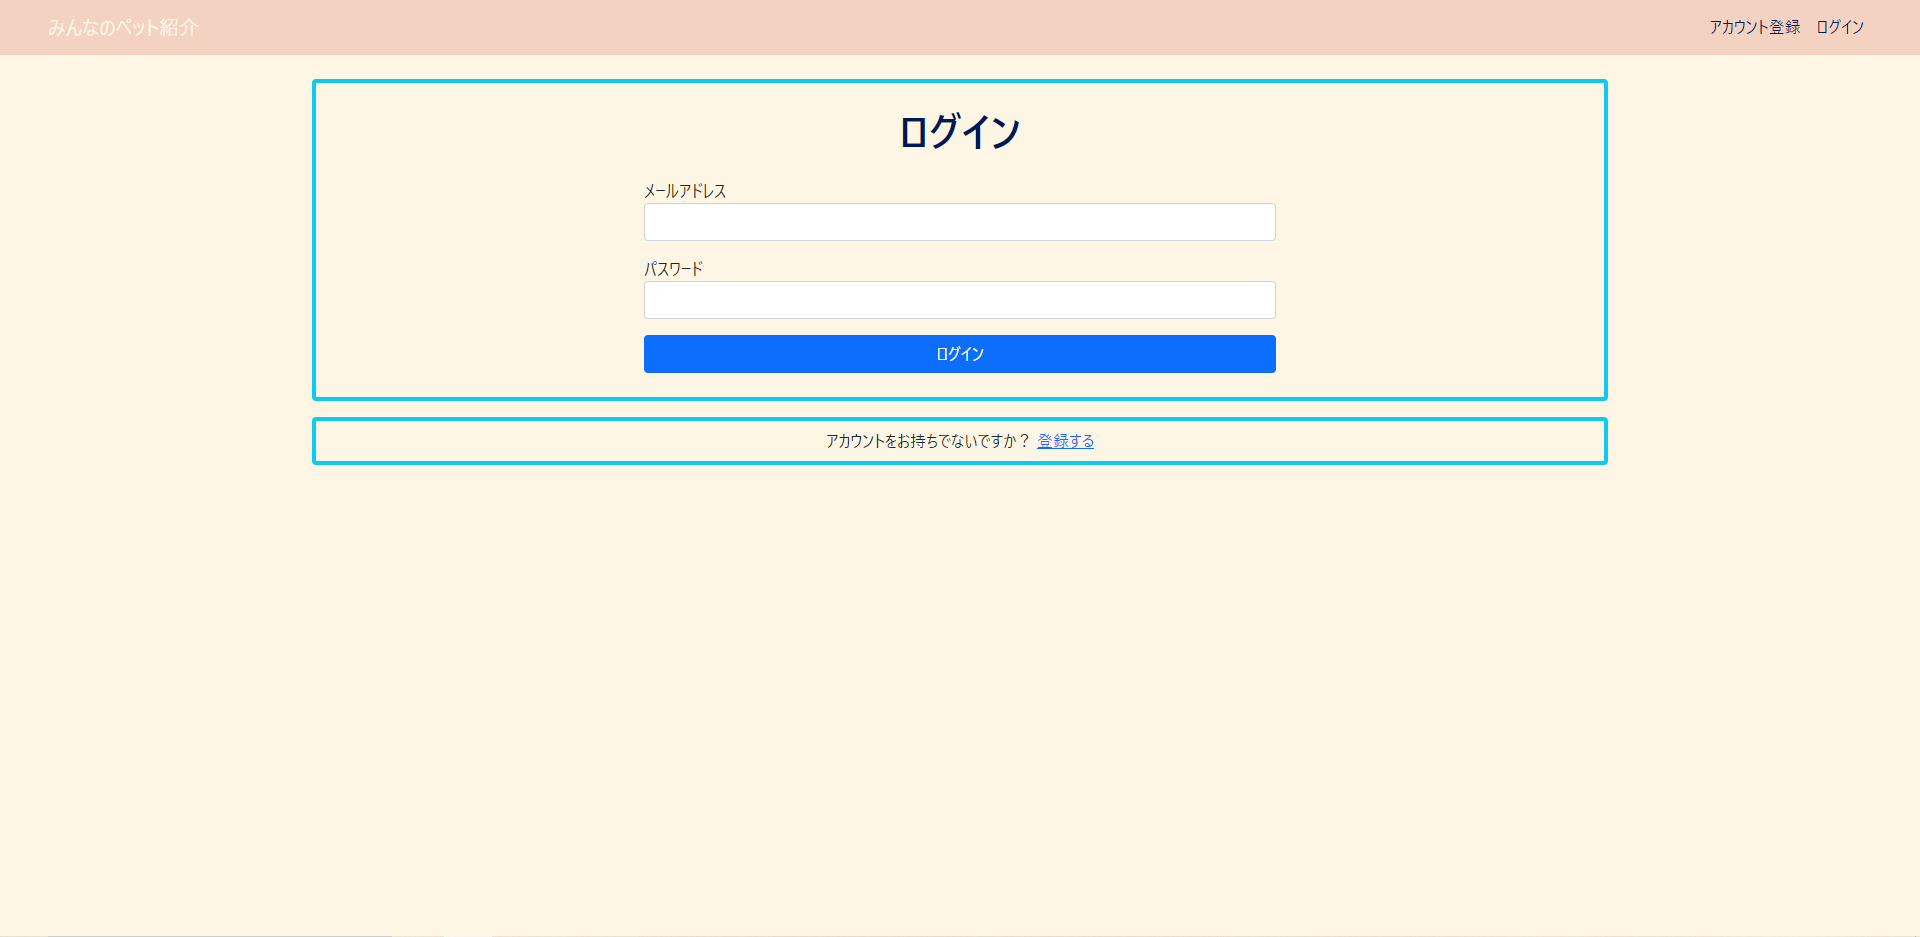 みんなのペット紹介
アカウント登録 ログイン
ログイン
メールアドレス
パスワード
ログイン
アカウントをお持ちでないですか？ 登録する